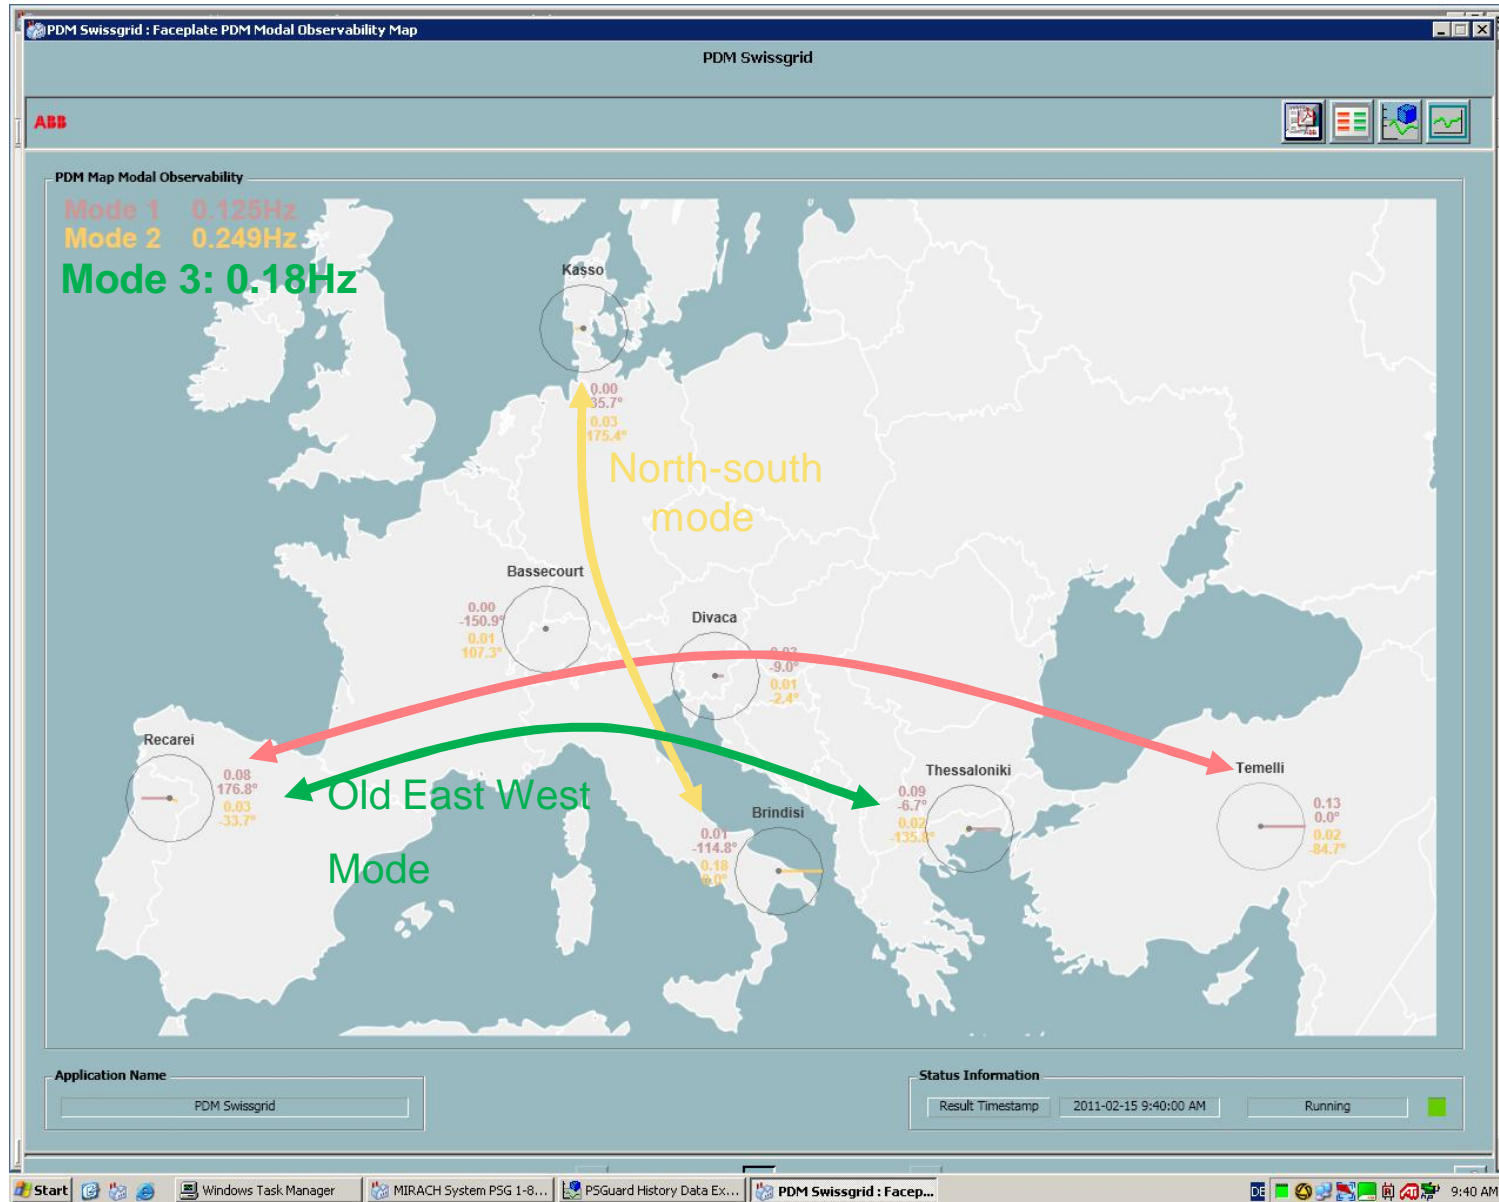 PDM Swissgrid : Faceplate PDM Modal Observability Map
PDM Swissgrid
ABB
PDM Map Modal Observability
Mode 1 0.125Hz
Mode 2 0.249Hz
Mode 3: 0.18Hz
Kasso
0.00
35.7°
0.03
175.4°
North-south
mode
Bassecourt
0.00
-150.9°
0.01
107.3°
Divaca
-9.0°
0.01
-2.4°
Recarei
0.08
176.8°
0.03
-33.7°
Old East West
Mode
Thessaloniki
0.09
-6.7°
0.02
-135.8°
Temelli
0.13
0.0°
0.02
-84.7°
Brindisi
0.01
-114.8°
0.18
0.0°
Application Name
PDM Swissgrid
Status Information
Result Timestamp 2011-02-15 9:40:00 AM Running
Start Windows Task Manager MIRACH System PSG 1-8... PSGuard History Data Ex... PDM Swissgrid : Facep... DE 9:40 AM